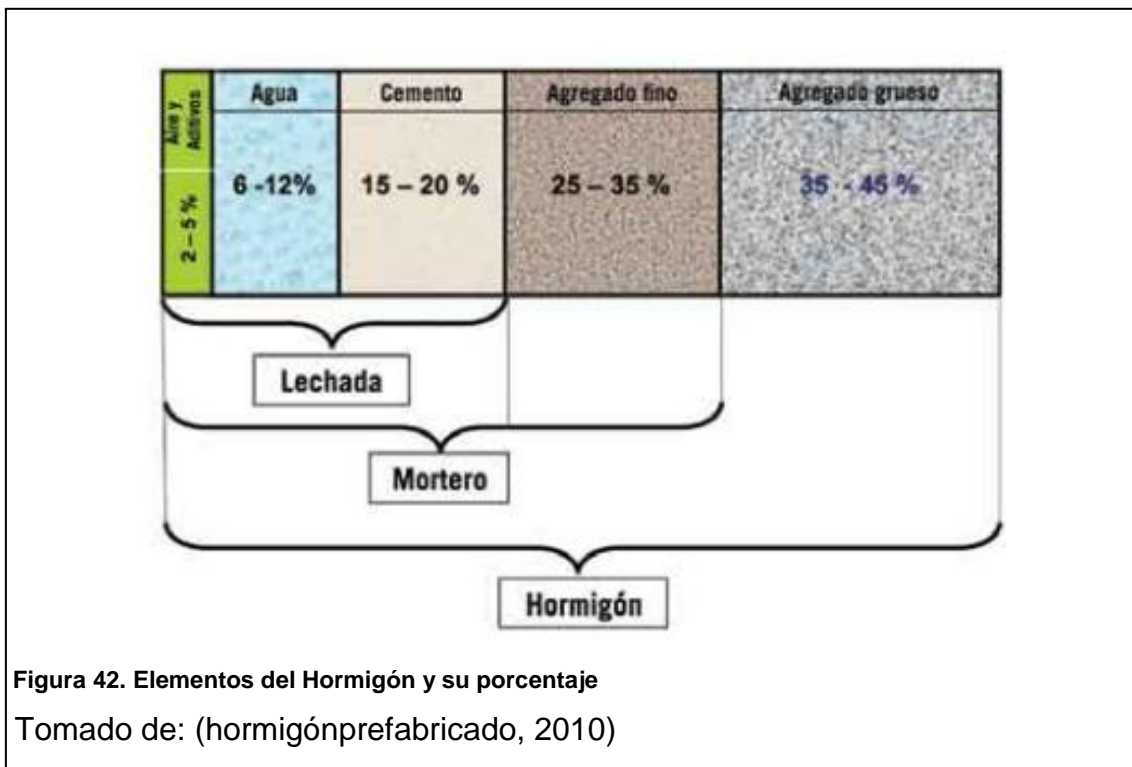 Aire y
Aditivos
Agua
Cemento
Agregado fino
Agregado grueso
2 – 5 %
6 -12%
15 – 20 %
25 – 35 %
35 - 45 %
Lechada
Mortero
Hormigón
Figura 42. Elementos del Hormigón y su porcentaje
Tomado de: (hormigónprefabricado, 2010)